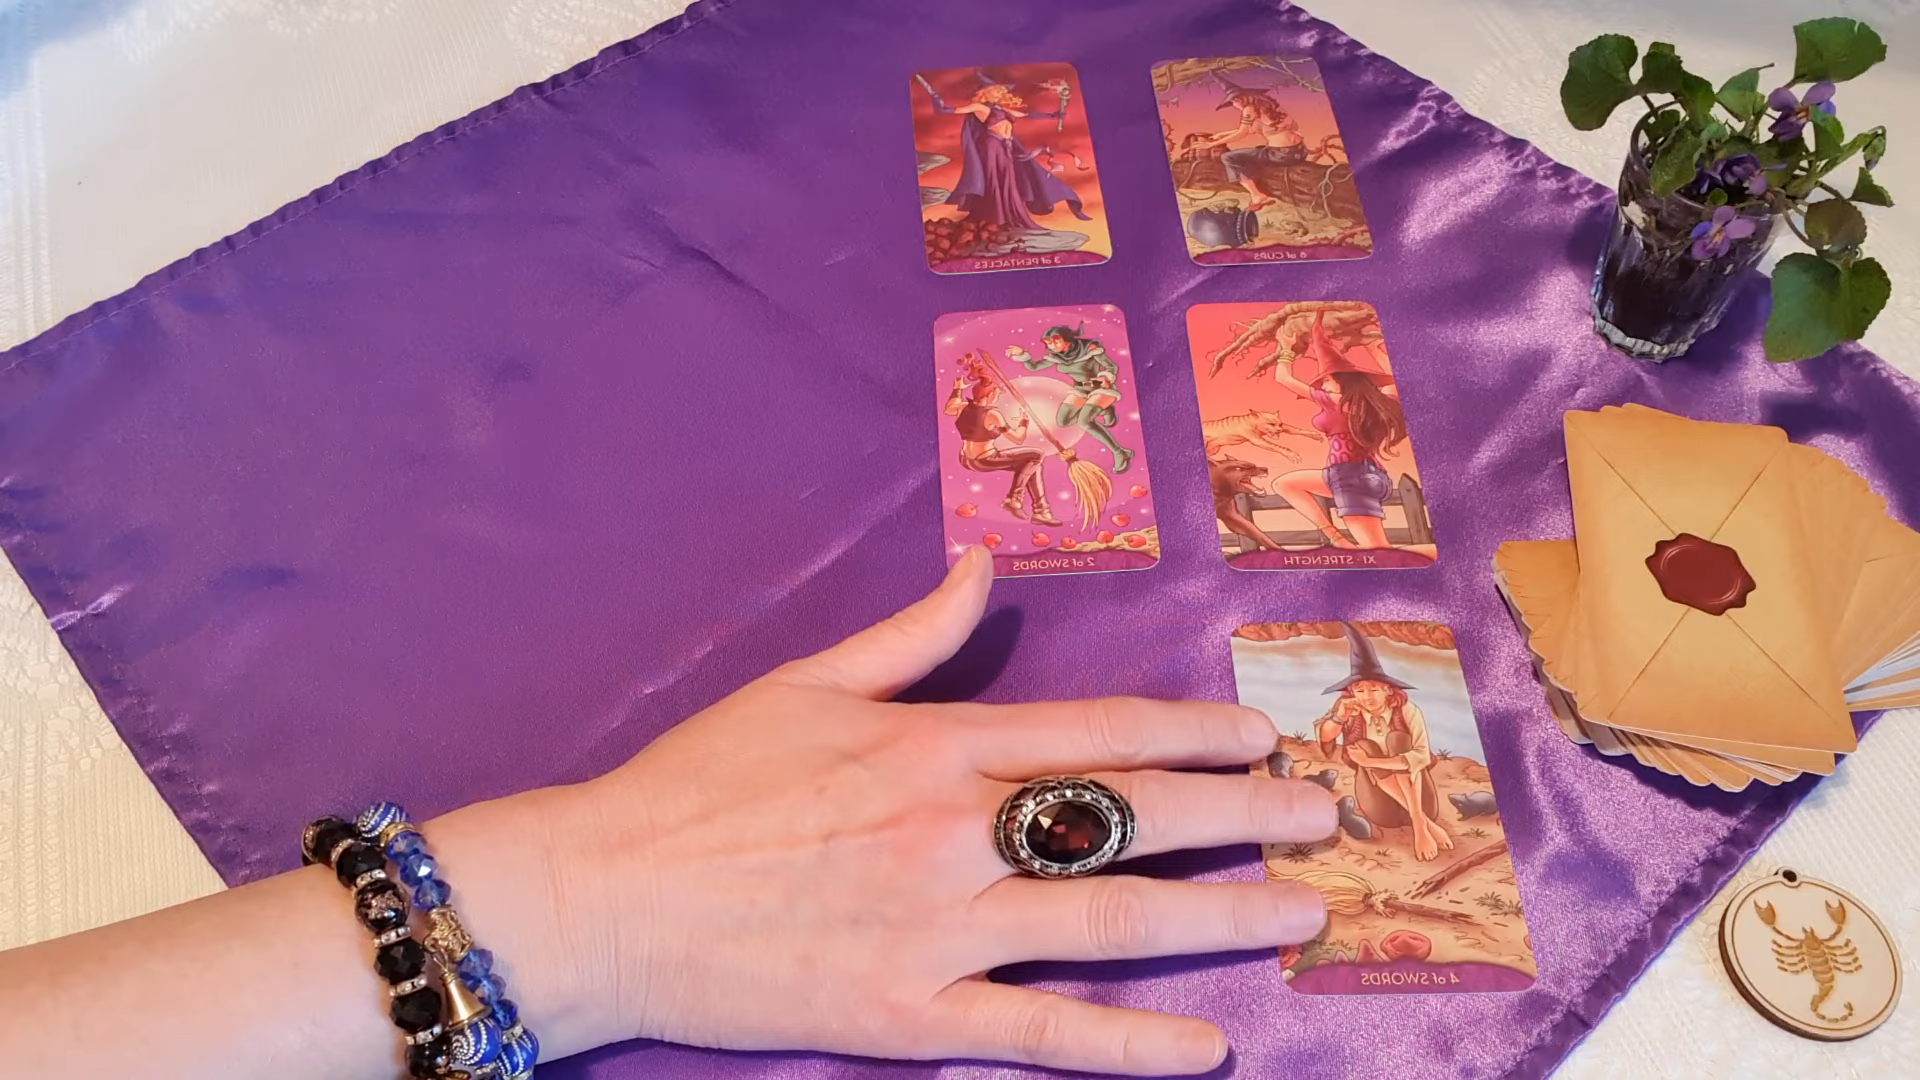 3 of PENTACLES
6 of CUPS
2 of SWORDS
XI - STRENGTH
4 of SWORDS